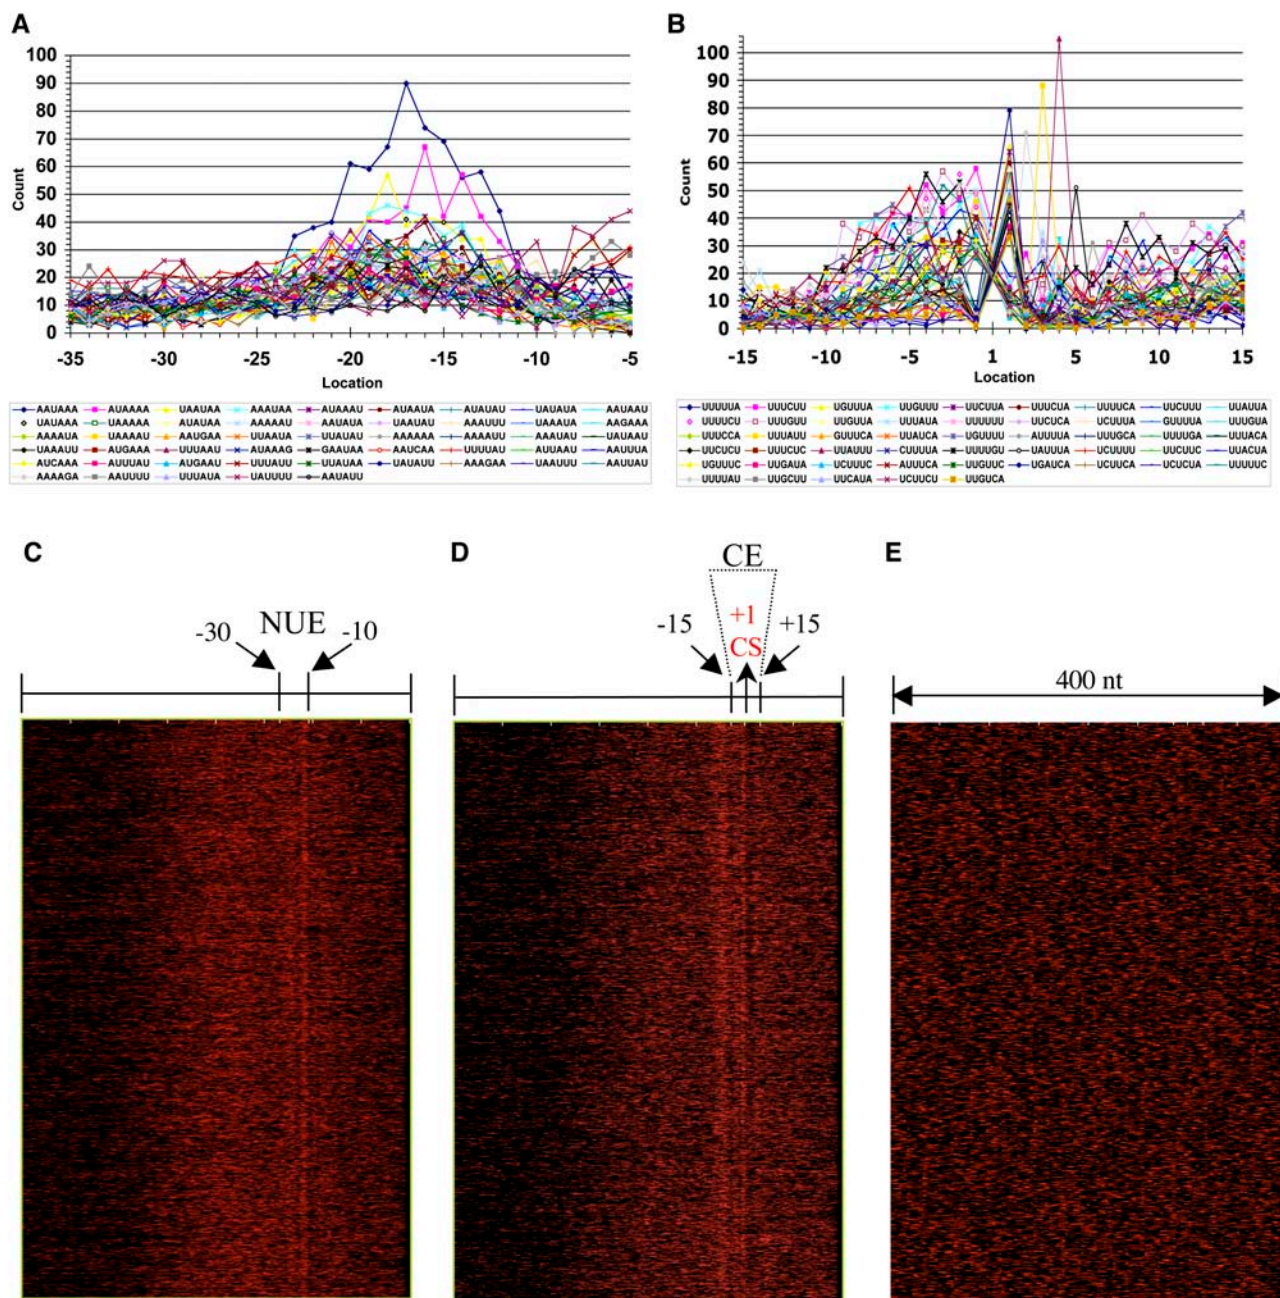 A
B
100
90
80
70
60
50
40
30
20
10
0
Count
-35 -30 -25 -20 -15 -10 -5
Location
100
90
80
70
60
50
40
30
20
10
0
Count
-15 -10 -5 1 5 10 15
Location
AAUAAA AUAAAA UAAUAA AAAUAA AUAAAU AUAAUA AUAUAU UAUAUA AAUAAU
UAUAAA UAAAAA AUAUAA AAAAAU AAUAUA AAUAAU AAAUUU UAAAUA AAGAAA
AAAAUA UAAAAU AAUGAA UUAAUA UUAUAU AAAAAA AAAAUU AAAUAU UAUAAU
UAAAUU AUGAAA UUUAAU AUAAAG GAAUAA AAUCAA AUUAAU UUAAAU AAUUUA
AUCAAA AUUUAU AUGAAU UUUAUU UUAUAA UAUAUU AAAGAA UAAUUU AAUUAU
AAAAGA AAUUUU UUUAUA UAUUUU AAUAUU
UUUUUA UUUCUU UGUUUA UUGUUU UUCUUA UUUCUA UUUUCA UUCUUU UUAUUA
UUUUCU UUUGUU UUGUUA UUUAUA UUUUUU UUCUCA UCUUUA GUUUUA UUUGUA
UUUCCA UUUAUU GUUUCA UUAUCA UGUUUU AUUUUA UUUGCA UUUUGA UUUACA
UUCUCU UUUCUC UUAUUU CUUUUA UUUUGU UAUUUA UCUUUU UUCUUC UUACUA
UGUUUC UUGAUA UCUUUC AUUUCA UUGUUC UGAUCA UCUUCA UCUCUA UUUUUC
UUUUAU UUGCUU UUCAUA UCUUCU UUGUCA
C
D
E
CE
NUE
-30
-10
-15
+1
CS
+15
400 nt